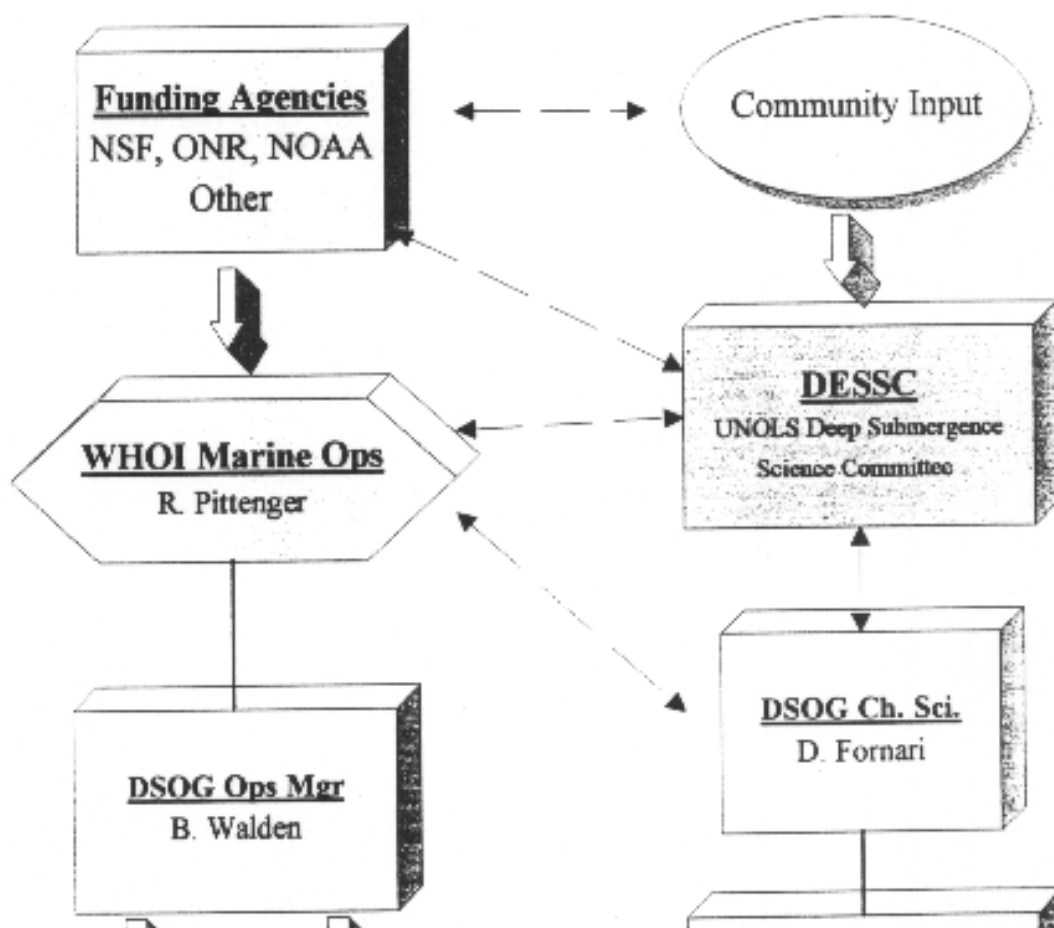 Funding Agencies
NSF, ONR, NOAA
Other
Community Input
DESSC
UNOLS Deep Submergence
Science Committee
WHOI Marine Ops
R. Pittenger
DSOG Ch. Sci.
D. Fornari
DSOG Ops Mgr
B. Walden